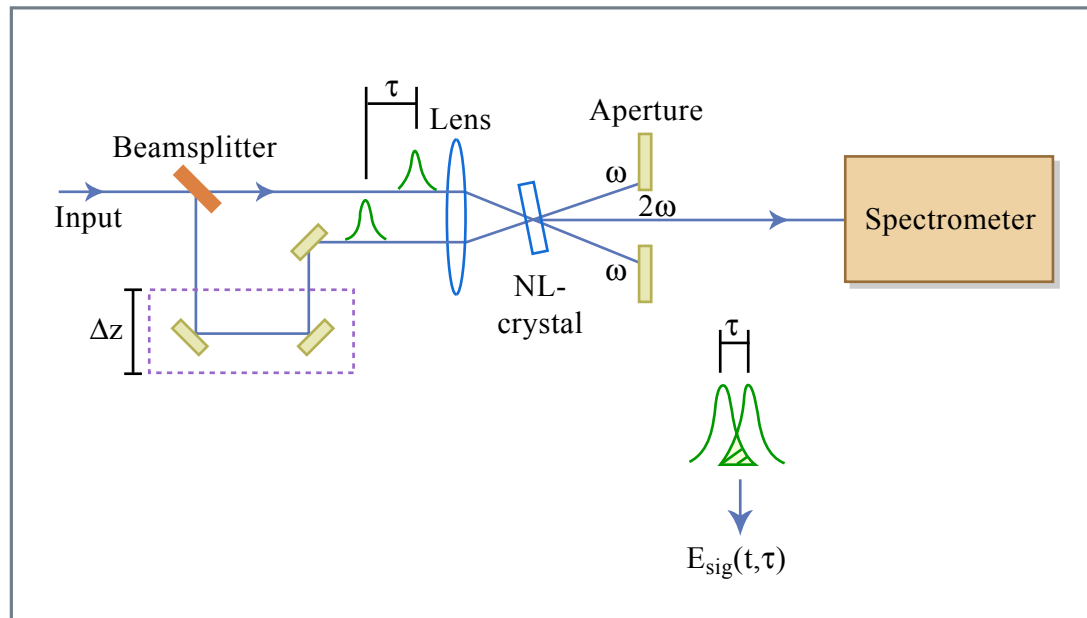 τ
Lens
Aperture
Beamsplitter
Input
ω
2ω
Spectrometer
ω
NL-
crystal
Δz
τ
E_sig(t,τ)